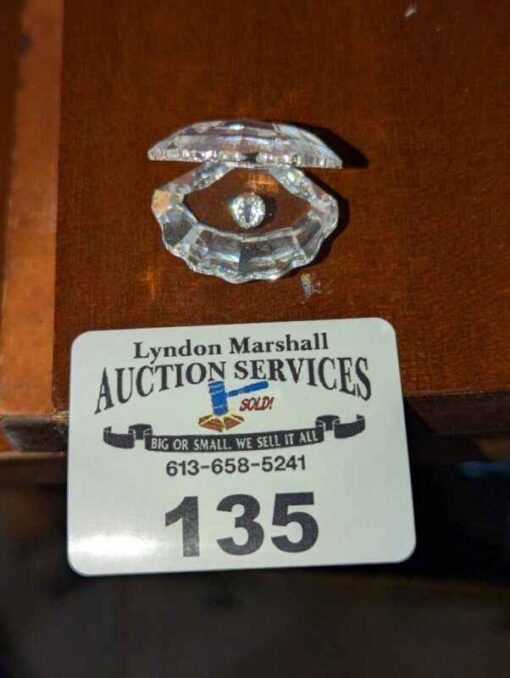 Lyndon Marshall
AUCTION SERVICES
SOLD!
BIG OR SMALL, WE SELL IT ALL
613-658-5241
135